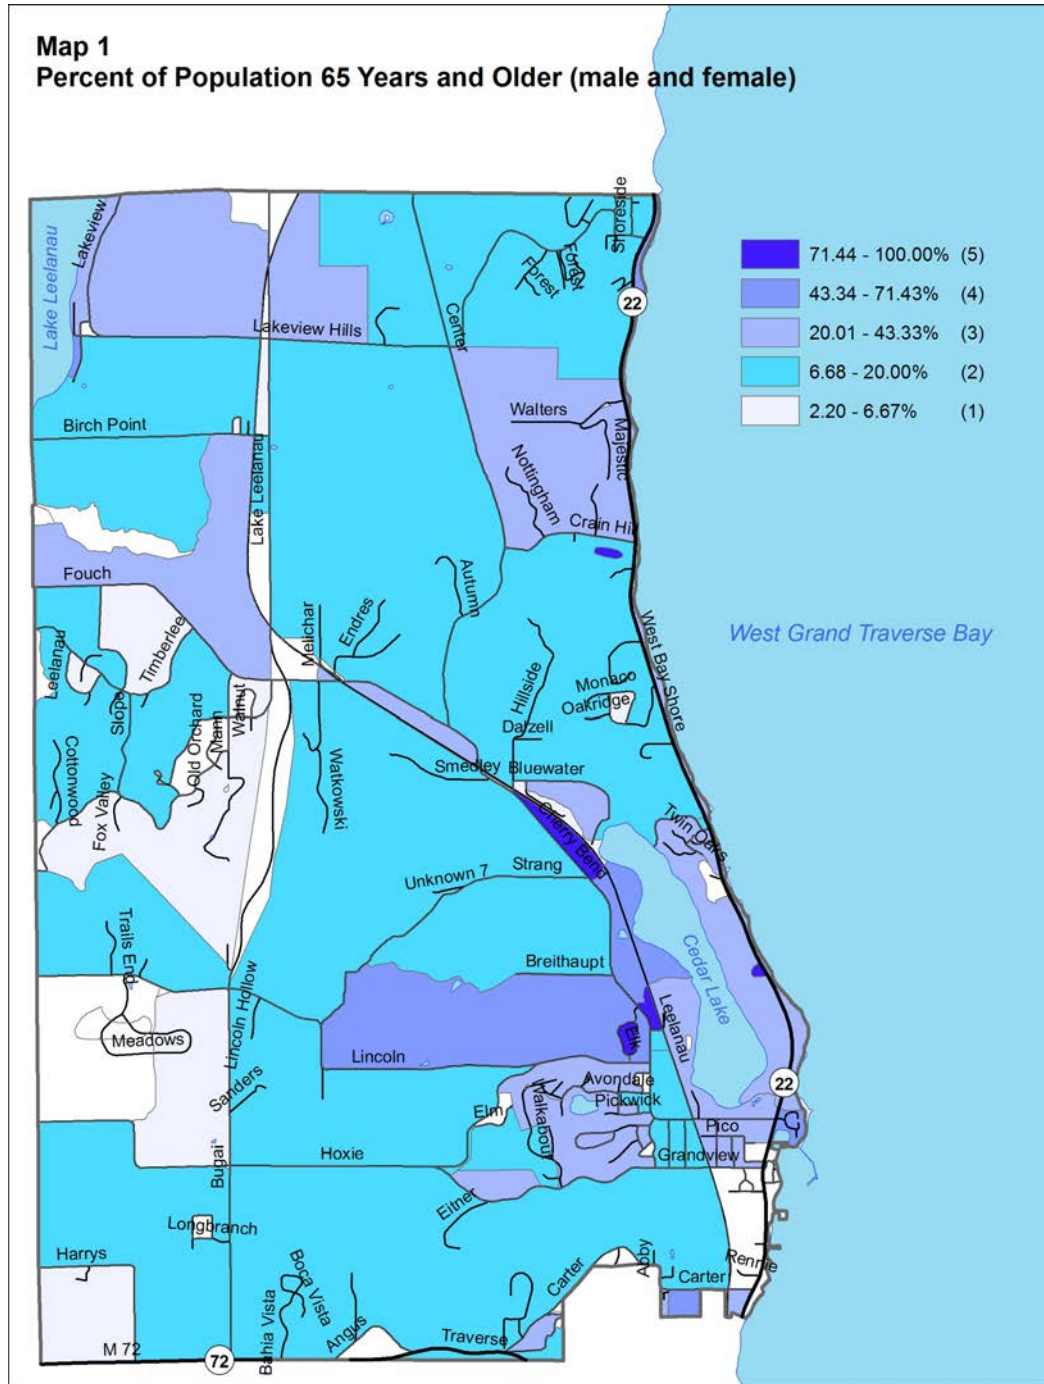 Map 1
Percent of Population 65 Years and Older (male and female)
71.44 - 100.00% (5)
43.34 - 71.43% (4)
20.01 - 43.33% (3)
6.68 - 20.00% (2)
2.20 - 6.67% (1)
Lake Leelanau
Lakeview
Shoreside
Forest
Forest
22
Lakeview Hills
Center
Walters
Majestic
Birch Point
Lake Leelanau
Nottingham
Crain Hill
Fouch
Autumn
Endres
Melichar
Timberlee
Leelanau
Slope
West Bay Shore
West Grand Traverse Bay
Hillside
Monaco
Oakridge
Walnut
Mann
Old Orchard
Dalzell
Cottonwood
Fox Valley
Watkowski
Smedley
Bluewater
Cherry Bend
Twin Oaks
Strang
Unknown 7
Trails End
Breithaupt
Cedar Lake
Lincoln Hollow
Leelanau
Meadows
Elk
Lincoln
Sanders
Avondale
Pickwick
22
Elm
Walkabout
Pico
Grandview
Hoxie
Bugai
Eitner
Longbranch
Harrys
Boca Vista
Bahia Vista
Carter
Abby
Carter
Rennie
Angus
Traverse
M 72
72